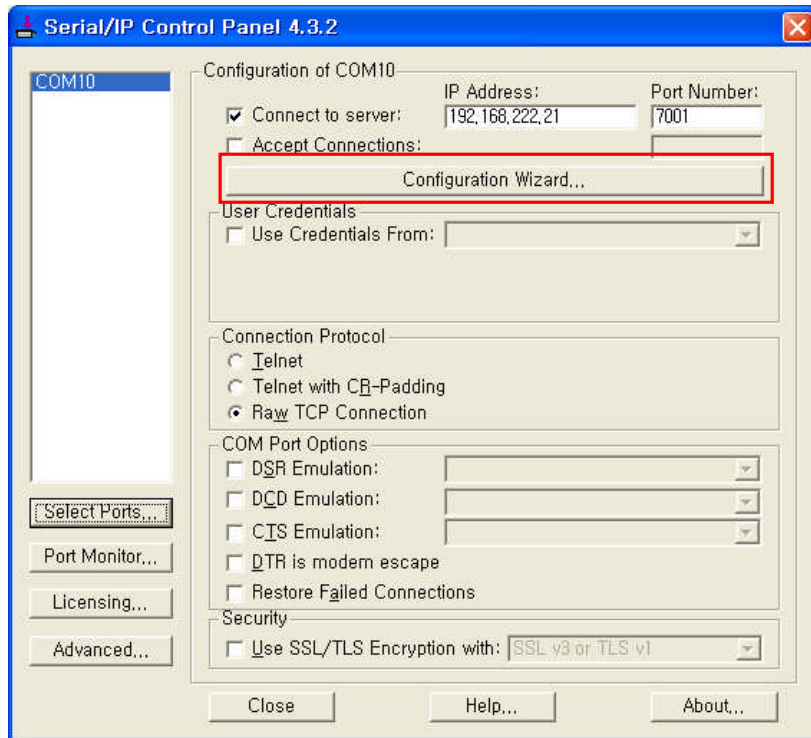 Serial/IP Control Panel 4.3.2
COM10
Select Ports...
Port Monitor...
Licensing...
Advanced...
Configuration of COM10
IP Address: Port Number:
Connect to server: 192,168,222,21 7001
Accept Connections:
Configuration Wizard...
User Credentials
Use Credentials From:
Connection Protocol
Telnet
Telnet with CR-Padding
Raw TCP Connection
COM Port Options
DSR Emulation:
DCD Emulation:
CTS Emulation:
DTR is modem escape
Restore Failed Connections
Security
Use SSL/TLS Encryption with: SSL v3 or TLS v1
Close Help... About...